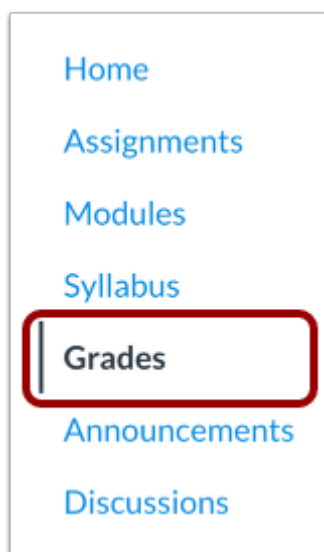 Home
Assignments
Modules
Syllabus
Grades
Announcements
Discussions